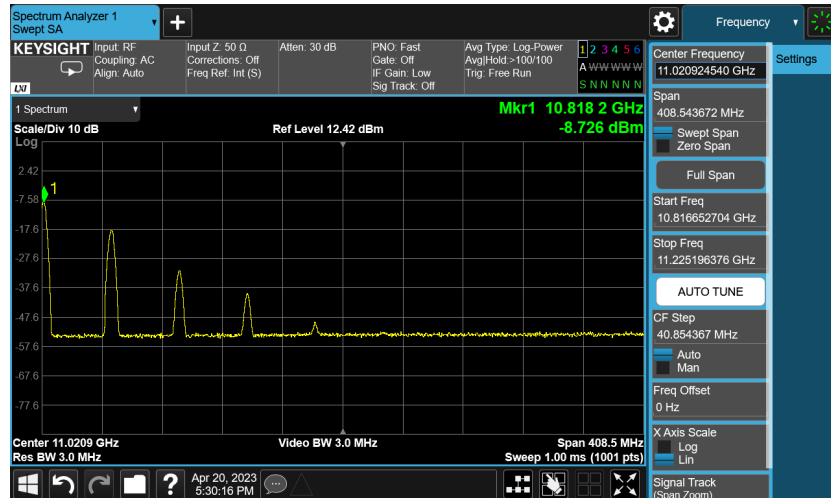 Spectrum Analyzer 1
Swept SA
Frequency
KEYSIGHT
LXI
Input: RF
Coupling: AC
Align: Auto
Input Z: 50 Ω
Corrections: Off
Freq Ref: Int (S)
Atten: 30 dB
PNO: Fast
Gate: Off
IF Gain: Low
Sig Track: Off
Avg Type: Log-Power
Avg|Hold:>100/100
Trig: Free Run
1 2 3 4 5 6
A W W W W W
S N N N N N
1 Spectrum
Mkr1 10.818 2 GHz
-8.726 dBm
Scale/Div 10 dB
Ref Level 12.42 dBm
Log
2.42
-7.58
1
-17.6
-27.6
-37.6
-47.6
-57.6
-67.6
-77.6
Center 11.0209 GHz
Video BW 3.0 MHz
Span 408.5 MHz
Res BW 3.0 MHz
Sweep 1.00 ms (1001 pts)
?
Apr 20, 2023
5:30:16 PM
Center Frequency
11.020924540 GHz
Settings
Span
408.543672 MHz
Swept Span
Zero Span
Full Span
Start Freq
10.816652704 GHz
Stop Freq
11.225196376 GHz
AUTO TUNE
CF Step
40.854367 MHz
Auto
Man
Freq Offset
0 Hz
X Axis Scale
Log
Lin
Signal Track
(Span Zoom)